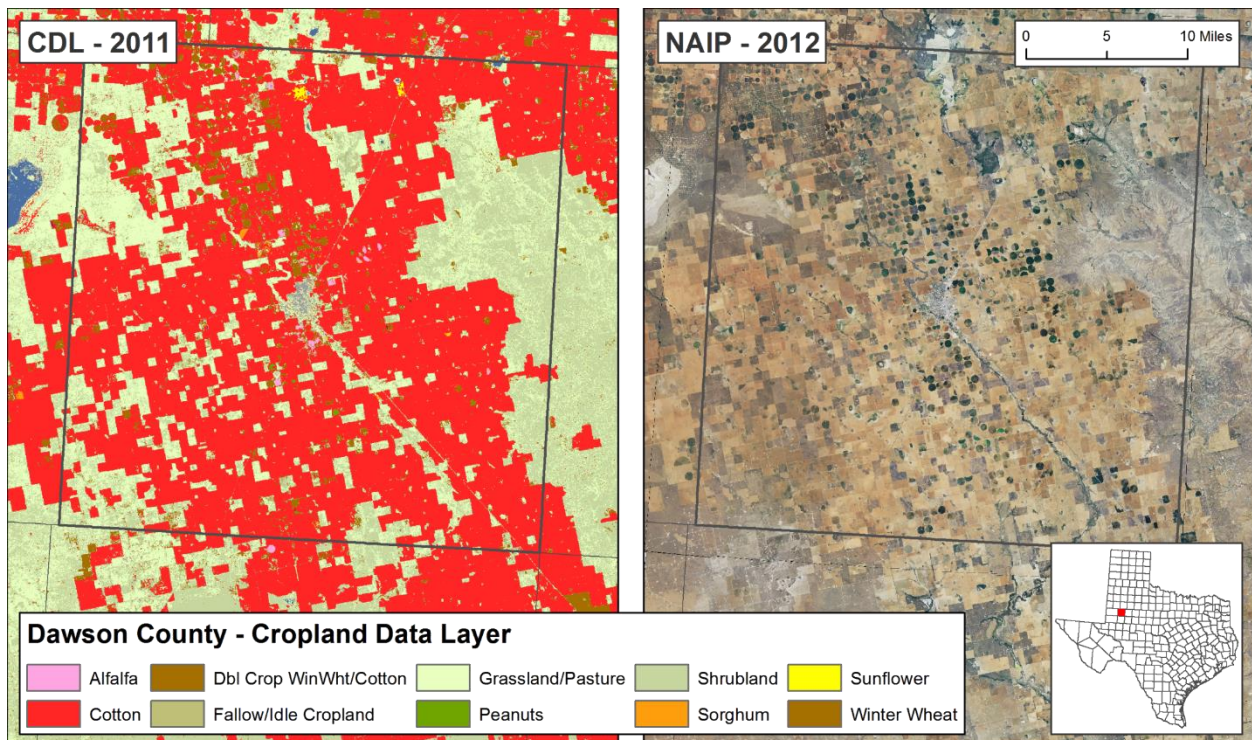 CDL - 2011
NAIP - 2012
0 5 10 Miles
Dawson County - Cropland Data Layer
Alfalfa Dbl Crop WinWht/Cotton Grassland/Pasture Shrubland Sunflower
Cotton Fallow/Idle Cropland Peanuts Sorghum Winter Wheat